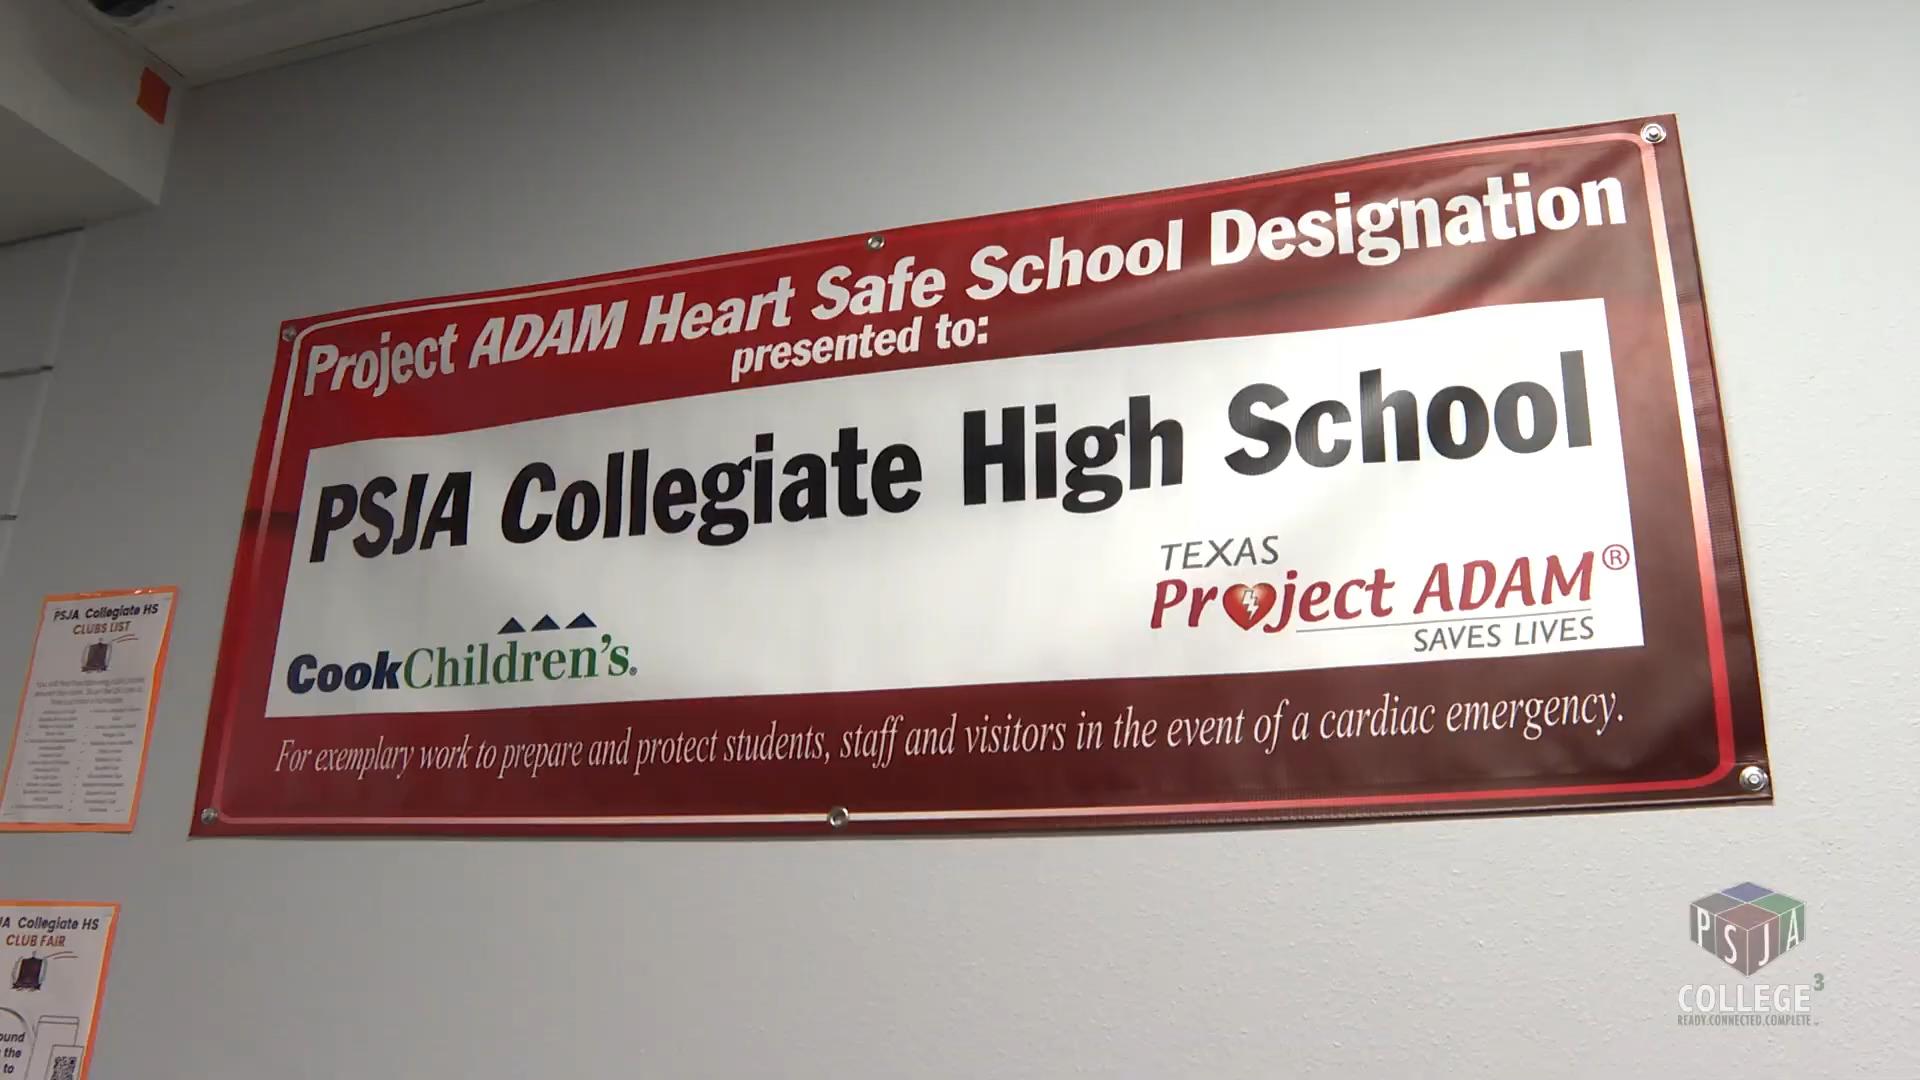 Project ADAM Heart Safe School Designation
presented to:
PSJA Collegiate High School
TEXAS
Project ADAM®
SAVES LIVES
CookChildren's.
For exemplary work to prepare and protect students, staff and visitors in the event of a cardiac emergency.
PSJA Collegiate HS
CLUBS LIST
Collegiate HS
CLUB FAIR
the
to
PSJA
COLLEGE³
READY.CONNECTED.COMPLETE